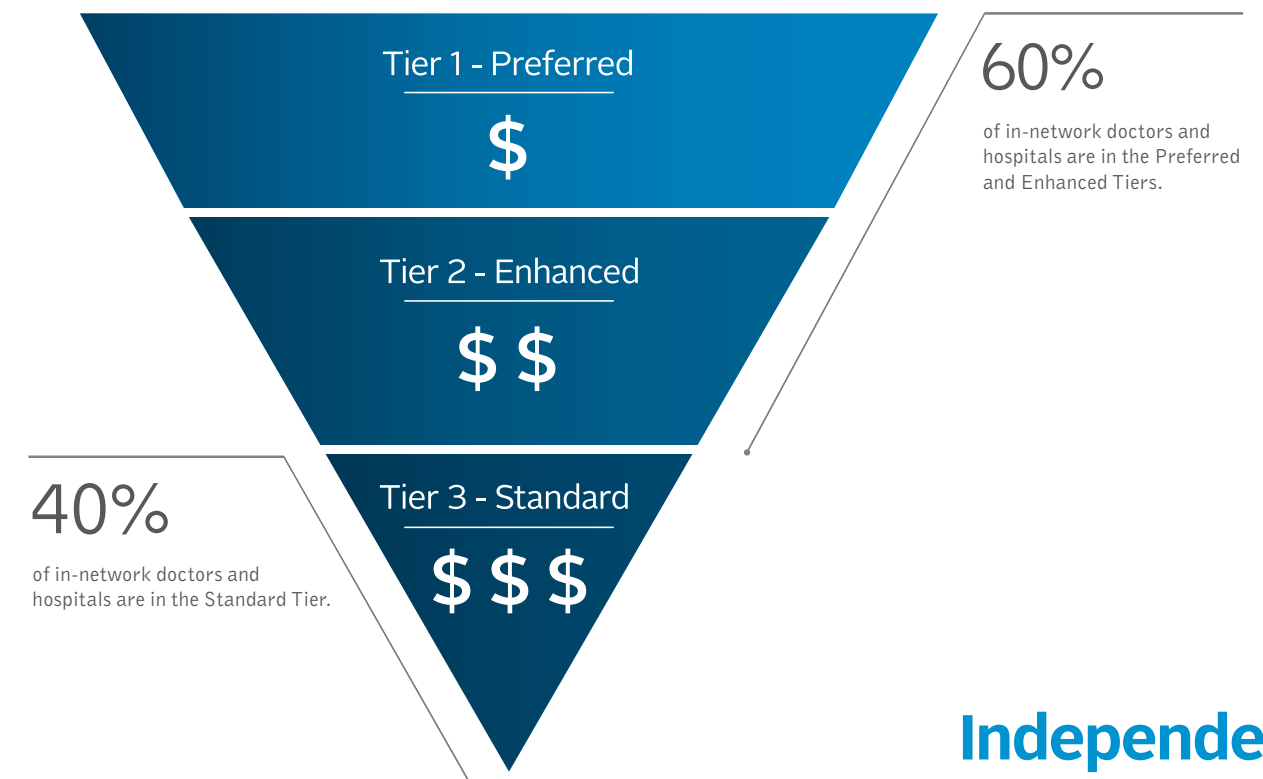 Tier 1 - Preferred
$
60%
of in-network doctors and
hospitals are in the Preferred
and Enhanced Tiers.
Tier 2 - Enhanced
$ $
40%
of in-network doctors and
hospitals are in the Standard Tier.
Tier 3 - Standard
$ $ $
Independe